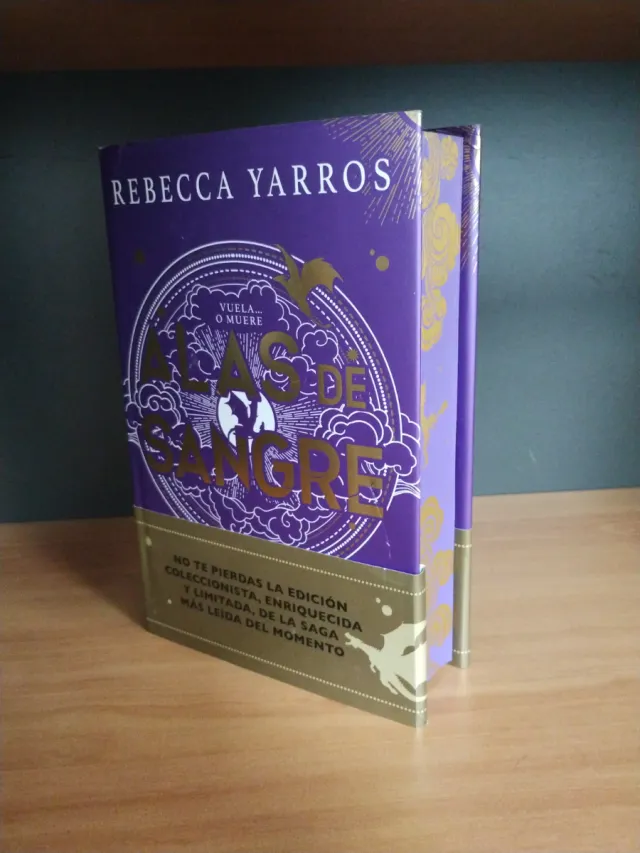 REBECCA YARROS
VUELA...
O MUERE
ALAS DE
SANGRE
NO TE PIERDAS LA EDICIÓN
COLECCIONISTA, ENRIQUECIDA
Y LIMITADA, DE LA SAGA
MÁS LEÍDA DEL MOMENTO